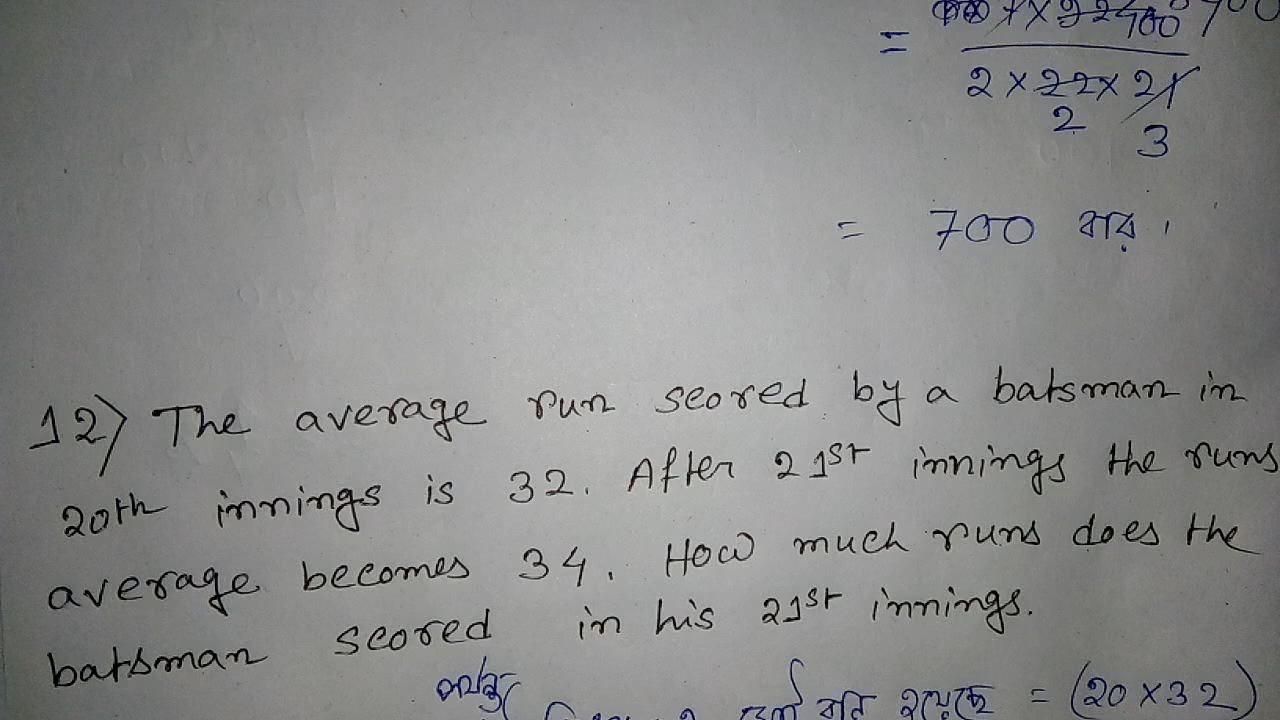 = 
2 × 22 × 21
2 3
= 700 বার।
12) The average run scored by a batsman in
20th innings is 32. After 21st innings the runs
average becomes 34. How much runs does the
batsman scored in his 21st innings.
= (20 × 32)